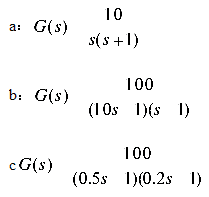 10
a: G(s)
s(s+1)
100
b: G(s)
(10s 1)(s 1)
100
c G(s)
(0.5s 1)(0.2s 1)